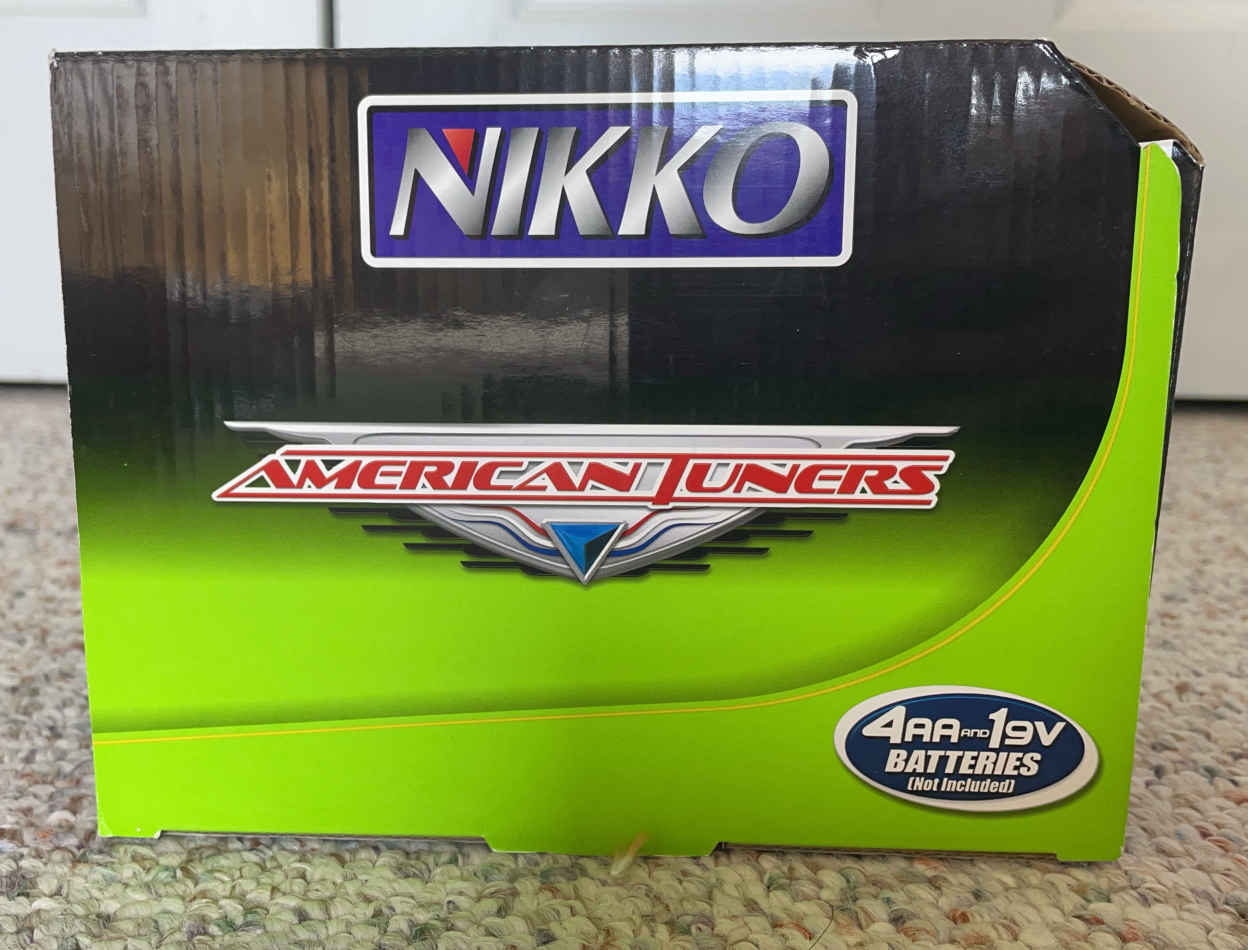 NIKKO
AMERICAN TUNERS
4AA AND 1 9V
BATTERIES
(Not Included)